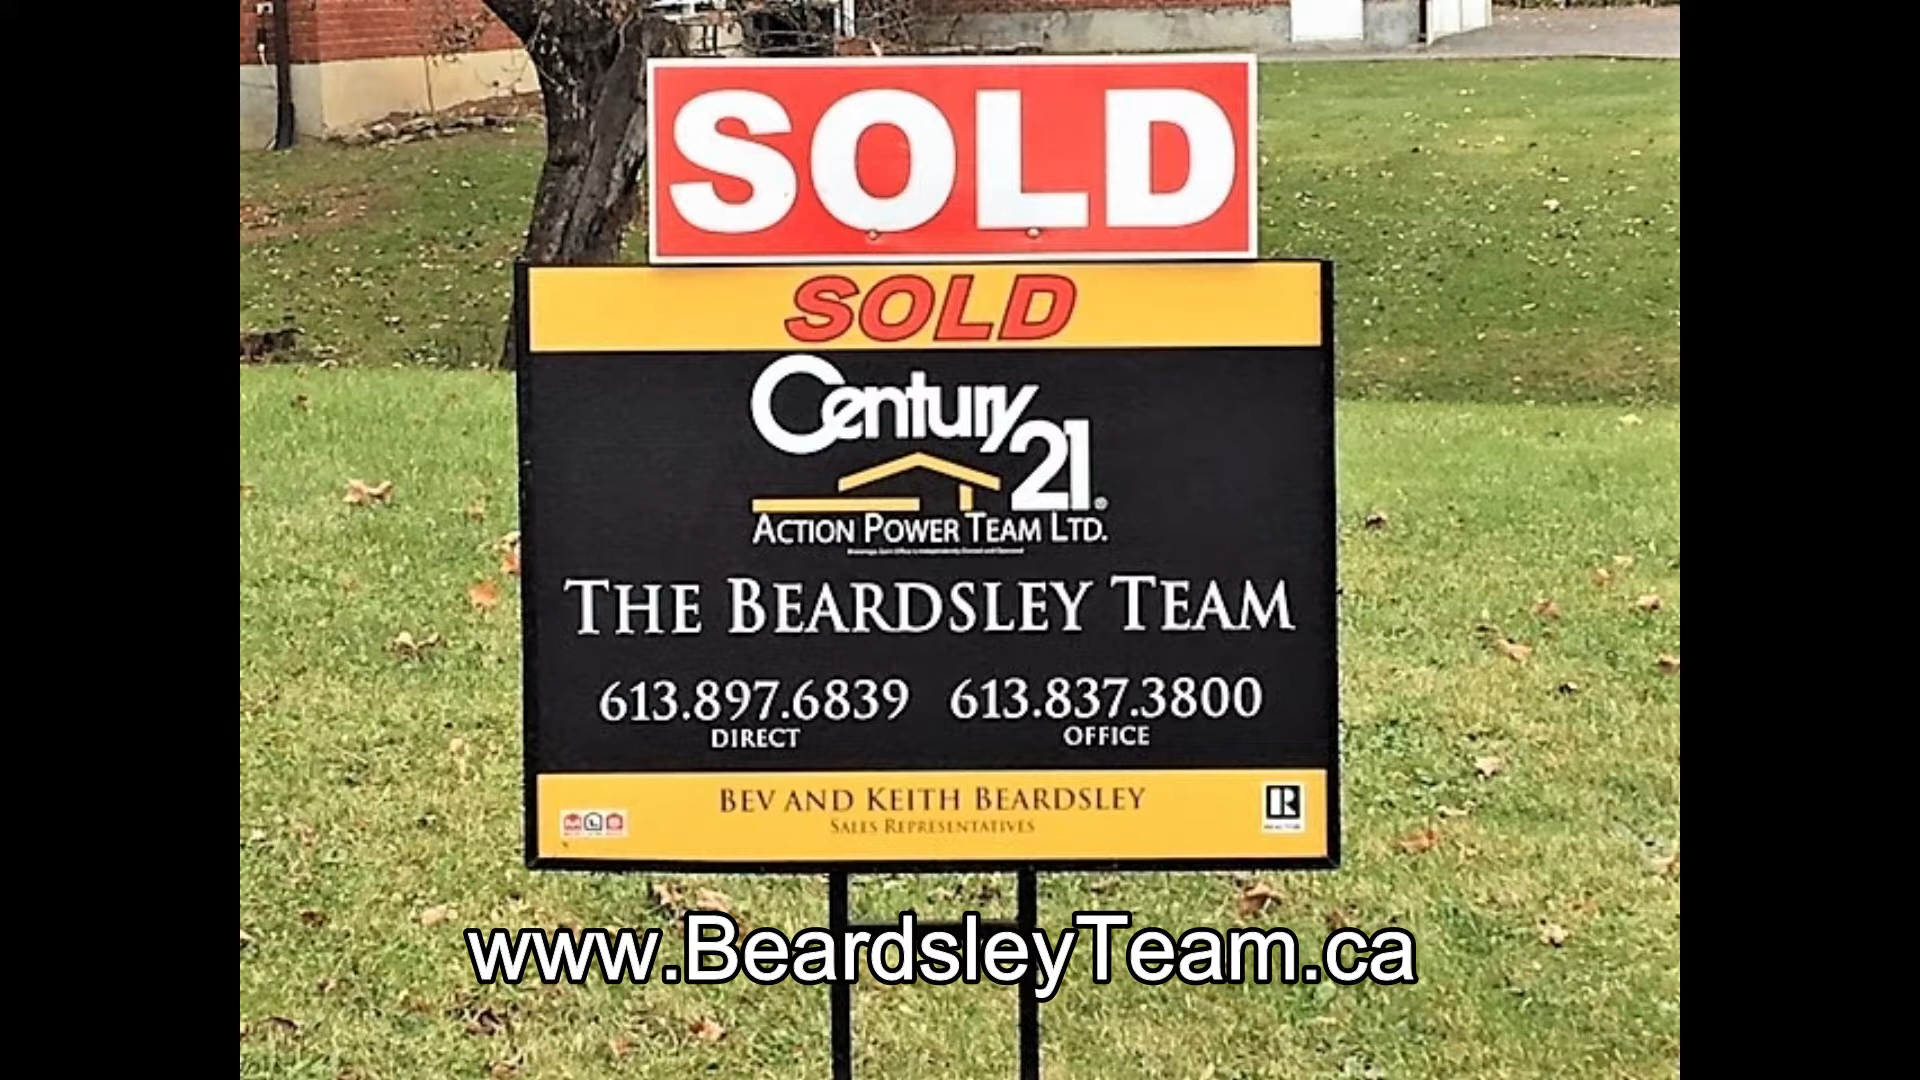 SOLD
SOLD
Century 21®
ACTION POWER TEAM LTD.
THE BEARDSLEY TEAM
613.897.6839 613.837.3800
DIRECT OFFICE
BEV AND KEITH BEARDSLEY
SALES REPRESENTATIVES
www.BeardsleyTeam.ca